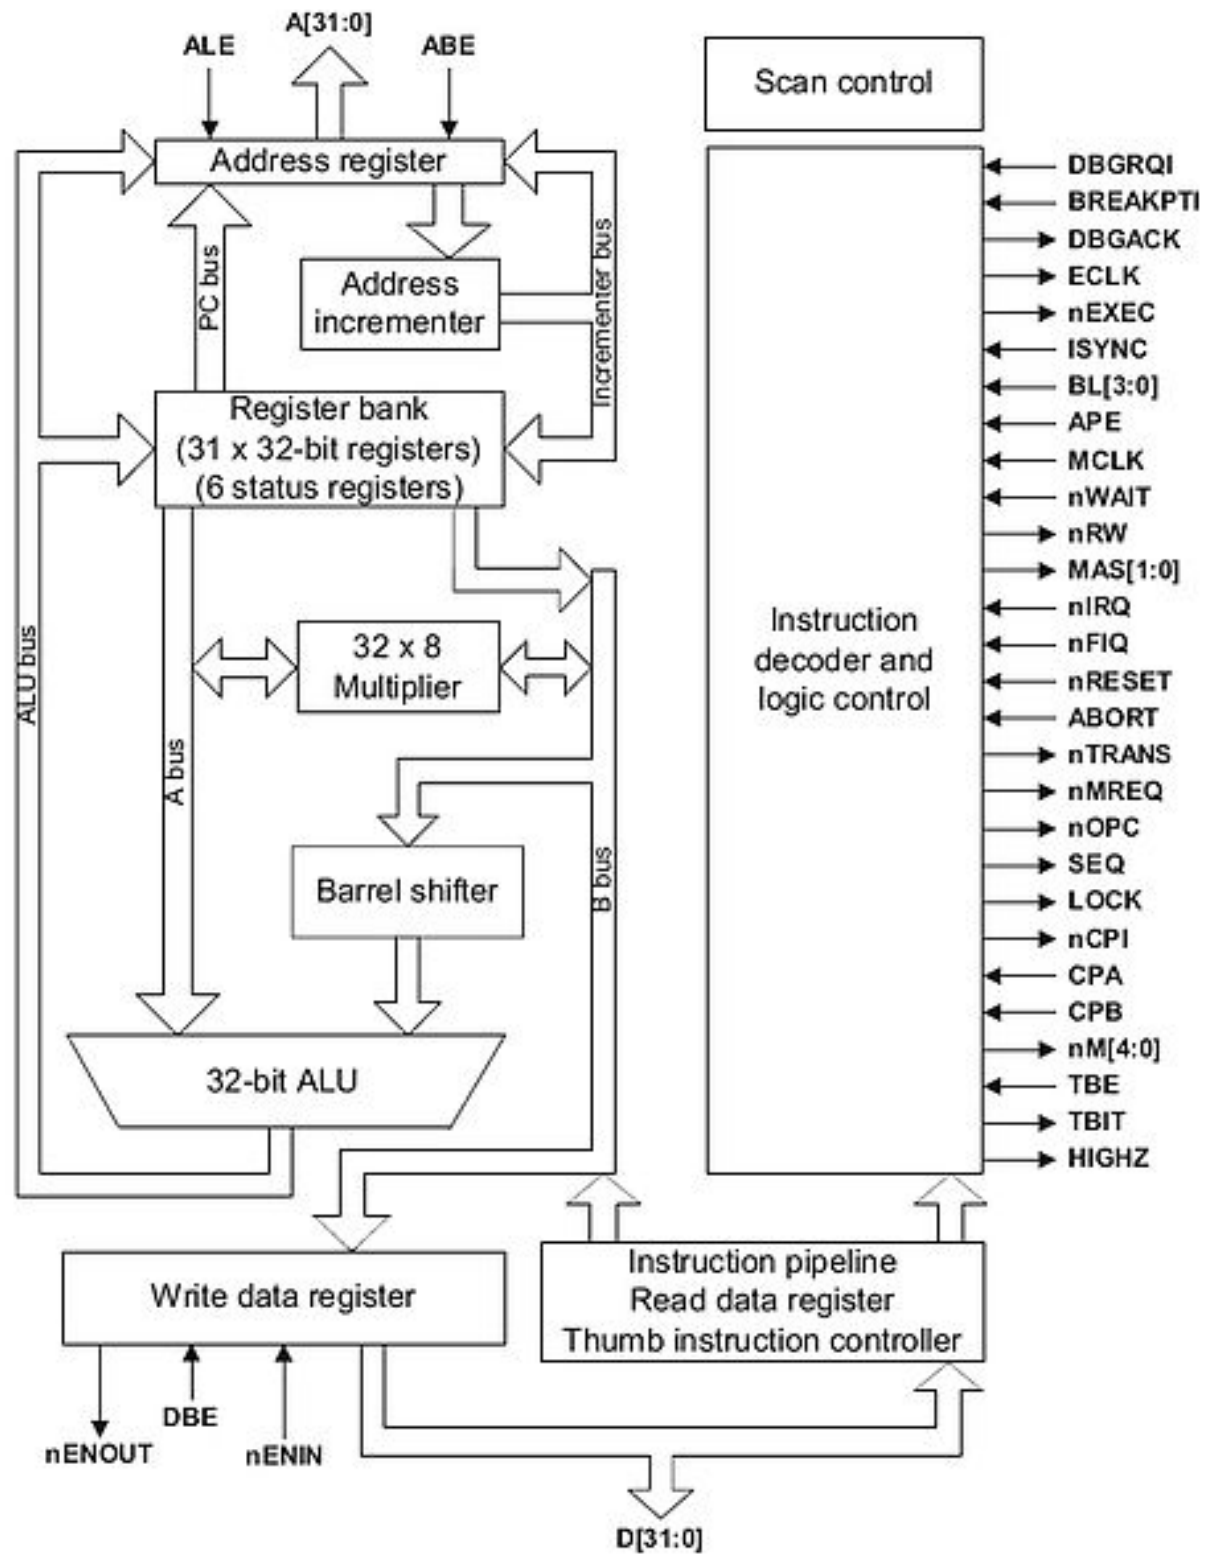 A[31:0]
ALE
ABE
Scan control
Address register
DBGRQI
BREAKPTI
DBGACK
ECLK
nEXEC
ISYNC
BL[3:0]
APE
MCLK
nWAIT
nRW
MAS[1:0]
nIRQ
nFIQ
nRESET
ABORT
nTRANS
nMREQ
nOPC
SEQ
LOCK
nCPI
CPA
CPB
nM[4:0]
TBE
TBIT
HIGHZ
PC bus
Address
incrementer
Incrementer bus
Register bank
(31 x 32-bit registers)
(6 status registers)
Instruction
decoder and
logic control
32 x 8
Multiplier
ALU bus
A bus
Barrel shifter
B bus
32-bit ALU
Write data register
Instruction pipeline
Read data register
Thumb instruction controller
nENOUT
DBE
nENIN
D[31:0]